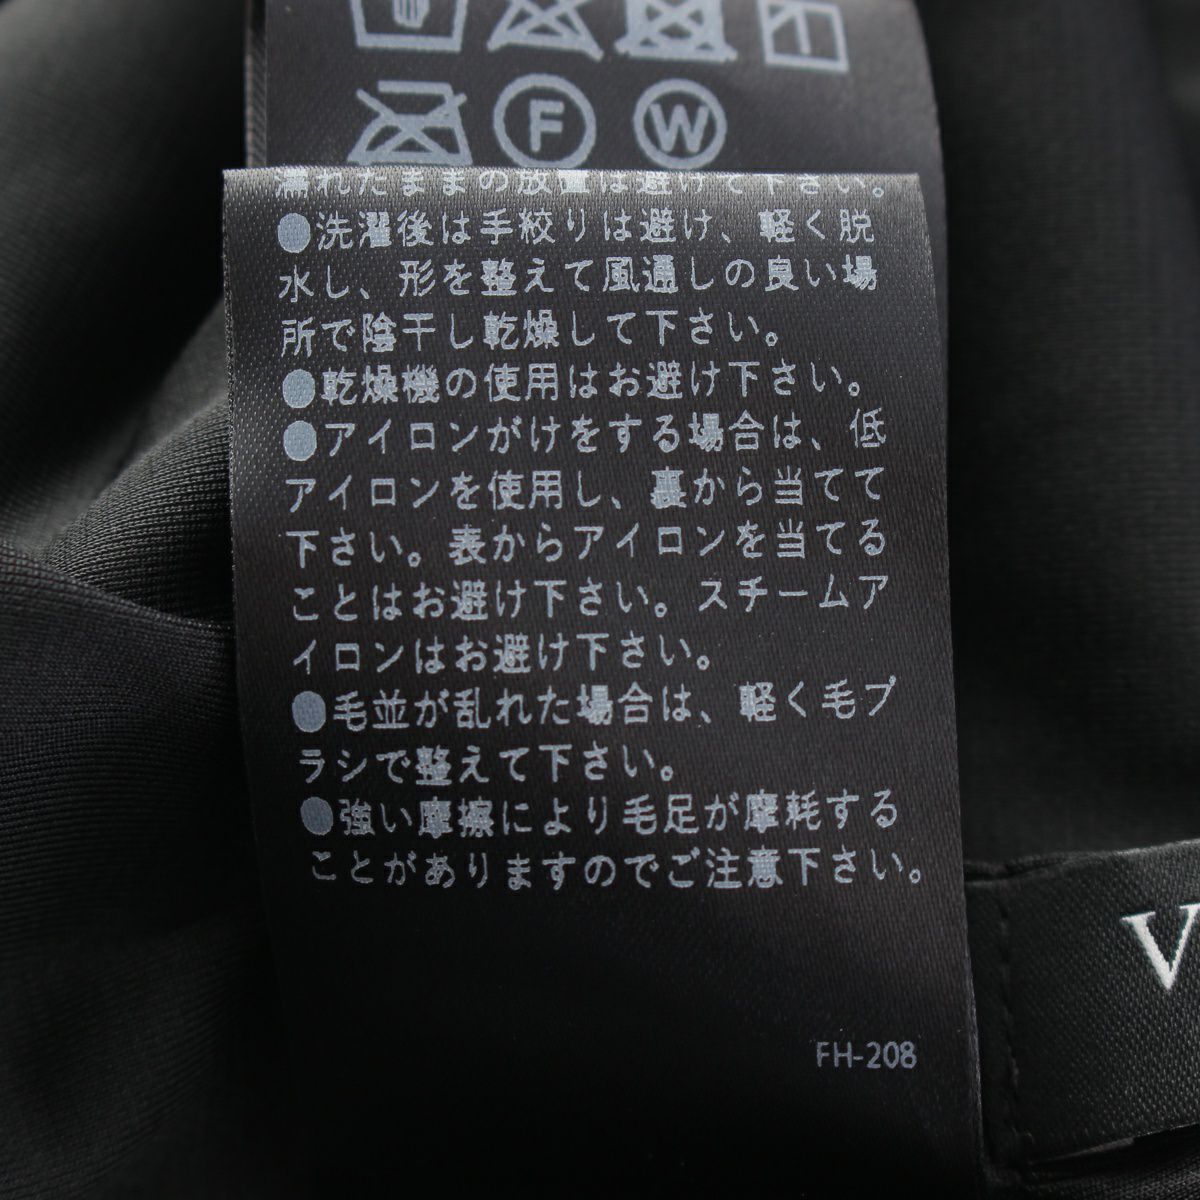 F W
濡れたままの放置は避けて下さい。
●洗濯後は手絞りは避け、軽く脱
水し、形を整えて風通しの良い場
所で陰干し乾燥して下さい。
●乾燥機の使用はお避け下さい。
●アイロンがけをする場合は、低
アイロンを使用し、裏から当てて
下さい。表からアイロンを当てる
ことはお避け下さい。スチームア
イロンはお避け下さい。
●毛並が乱れた場合は、軽く毛ブ
ラシで整えて下さい。
●強い摩擦により毛足が摩耗する
ことがありますのでご注意下さい。
FH-208
V